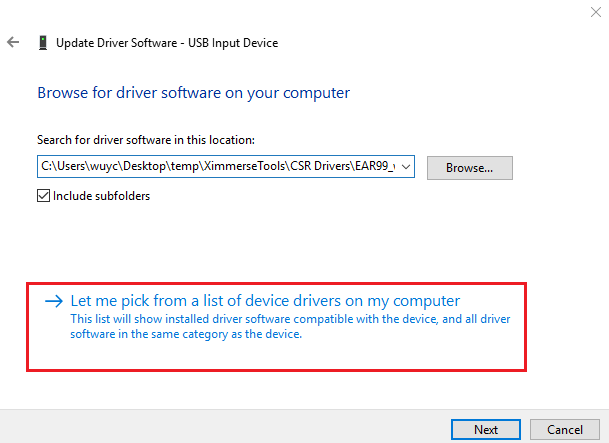 Update Driver Software - USB Input Device
Browse for driver software on your computer
Search for driver software in this location:
C:\Users\wuyc\Desktop\temp\XimmerseTools\CSR Drivers\EAR99_
Browse...
Include subfolders
Let me pick from a list of device drivers on my computer
This list will show installed driver software compatible with the device, and all driver
software in the same category as the device.
Next
Cancel